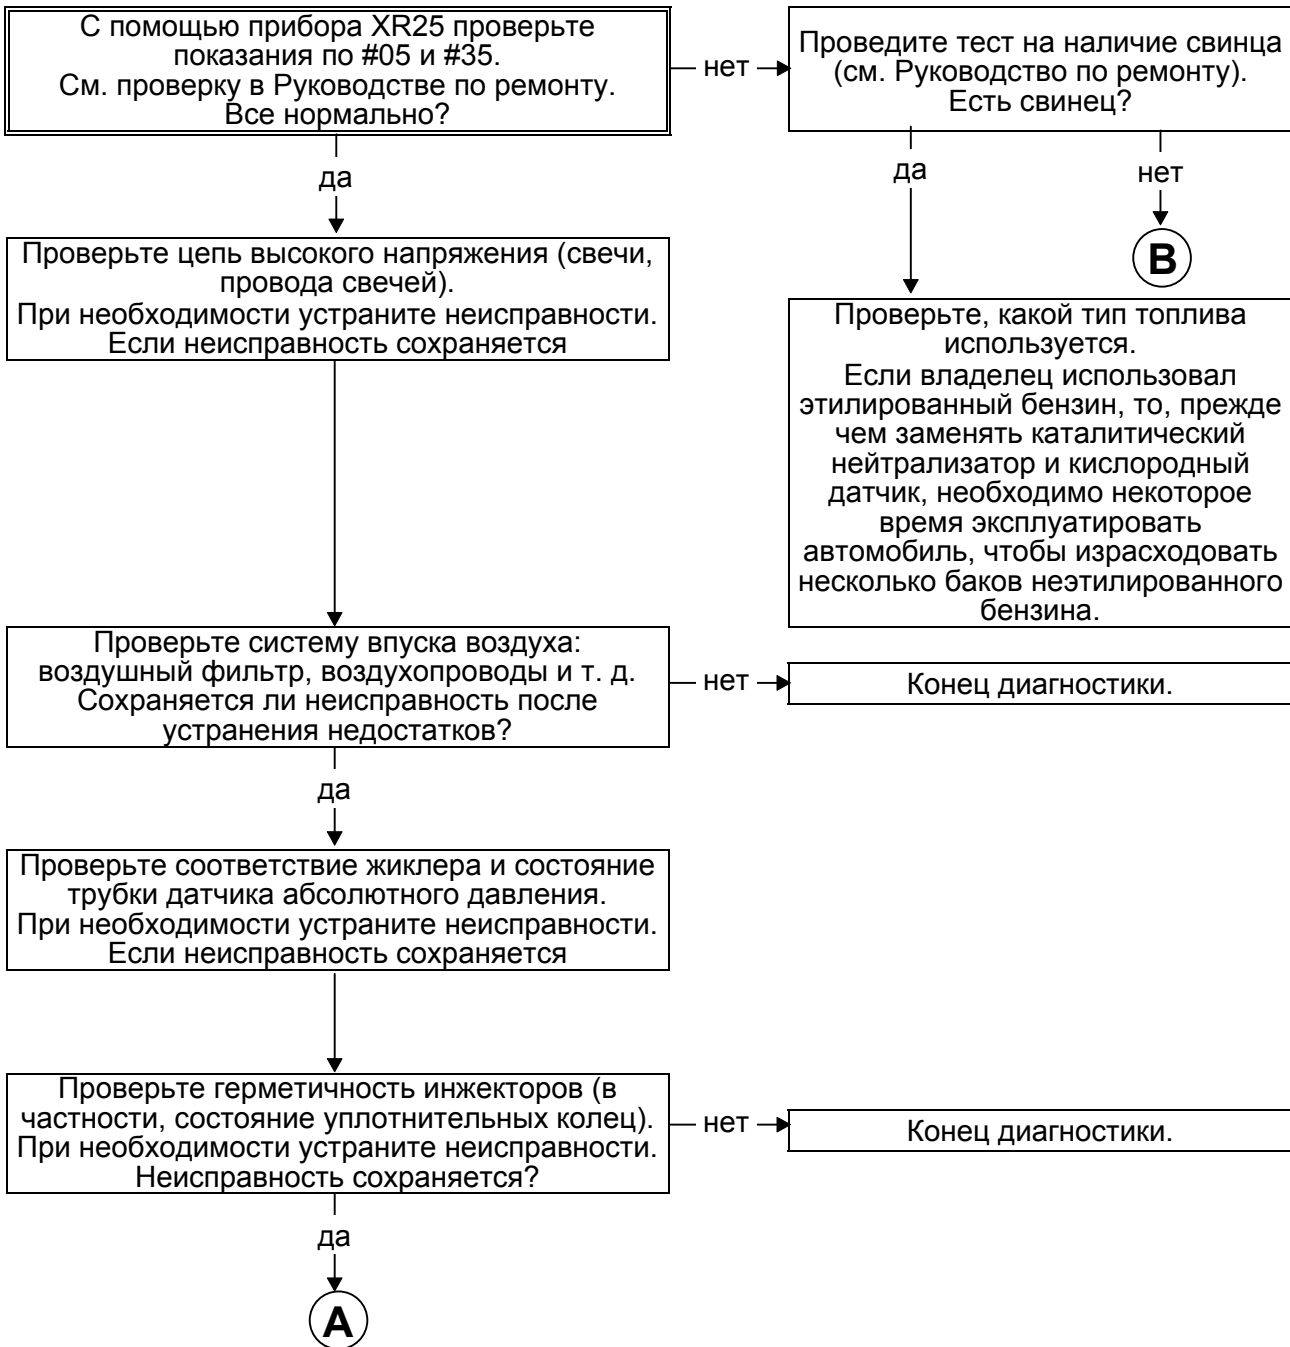 С помощью прибора XR25 проверьте
показания по #05 и #35.
См. проверку в Руководстве по ремонту.
Все нормально?
нет
Проведите тест на наличие свинца
(см. Руководство по ремонту).
Есть свинец?
да
да
нет
B
Проверьте цепь высокого напряжения (свечи,
провода свечей).
При необходимости устраните неисправности.
Если неисправность сохраняется
Проверьте, какой тип топлива
используется.
Если владелец использовал
этилированный бензин, то, прежде
чем заменять каталитический
нейтрализатор и кислородный
датчик, необходимо некоторое
время эксплуатировать
автомобиль, чтобы израсходовать
несколько баков неэтилированного
бензина.
Проверьте систему впуска воздуха:
воздушный фильтр, воздухопроводы и т. д.
Сохраняется ли неисправность после
устранения недостатков?
нет
Конец диагностики.
да
Проверьте соответствие жиклера и состояние
трубки датчика абсолютного давления.
При необходимости устраните неисправности.
Если неисправность сохраняется
Проверьте герметичность инжекторов (в
частности, состояние уплотнительных колец).
При необходимости устраните неисправности.
Неисправность сохраняется?
нет
Конец диагностики.
да
A